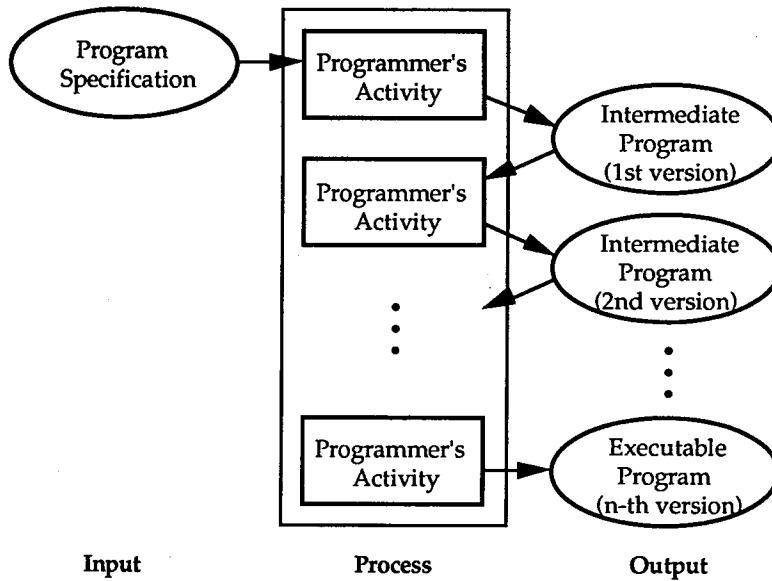 Program
Specification
Programmer's
Activity
Intermediate
Program
(1st version)
Programmer's
Activity
Intermediate
Program
(2nd version)
Programmer's
Activity
Executable
Program
(n-th version)
Input
Process
Output